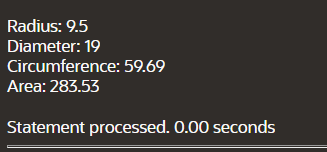 Radius: 9.5
Diameter: 19
Circumference: 59.69
Area: 283.53
Statement processed. 0.00 seconds